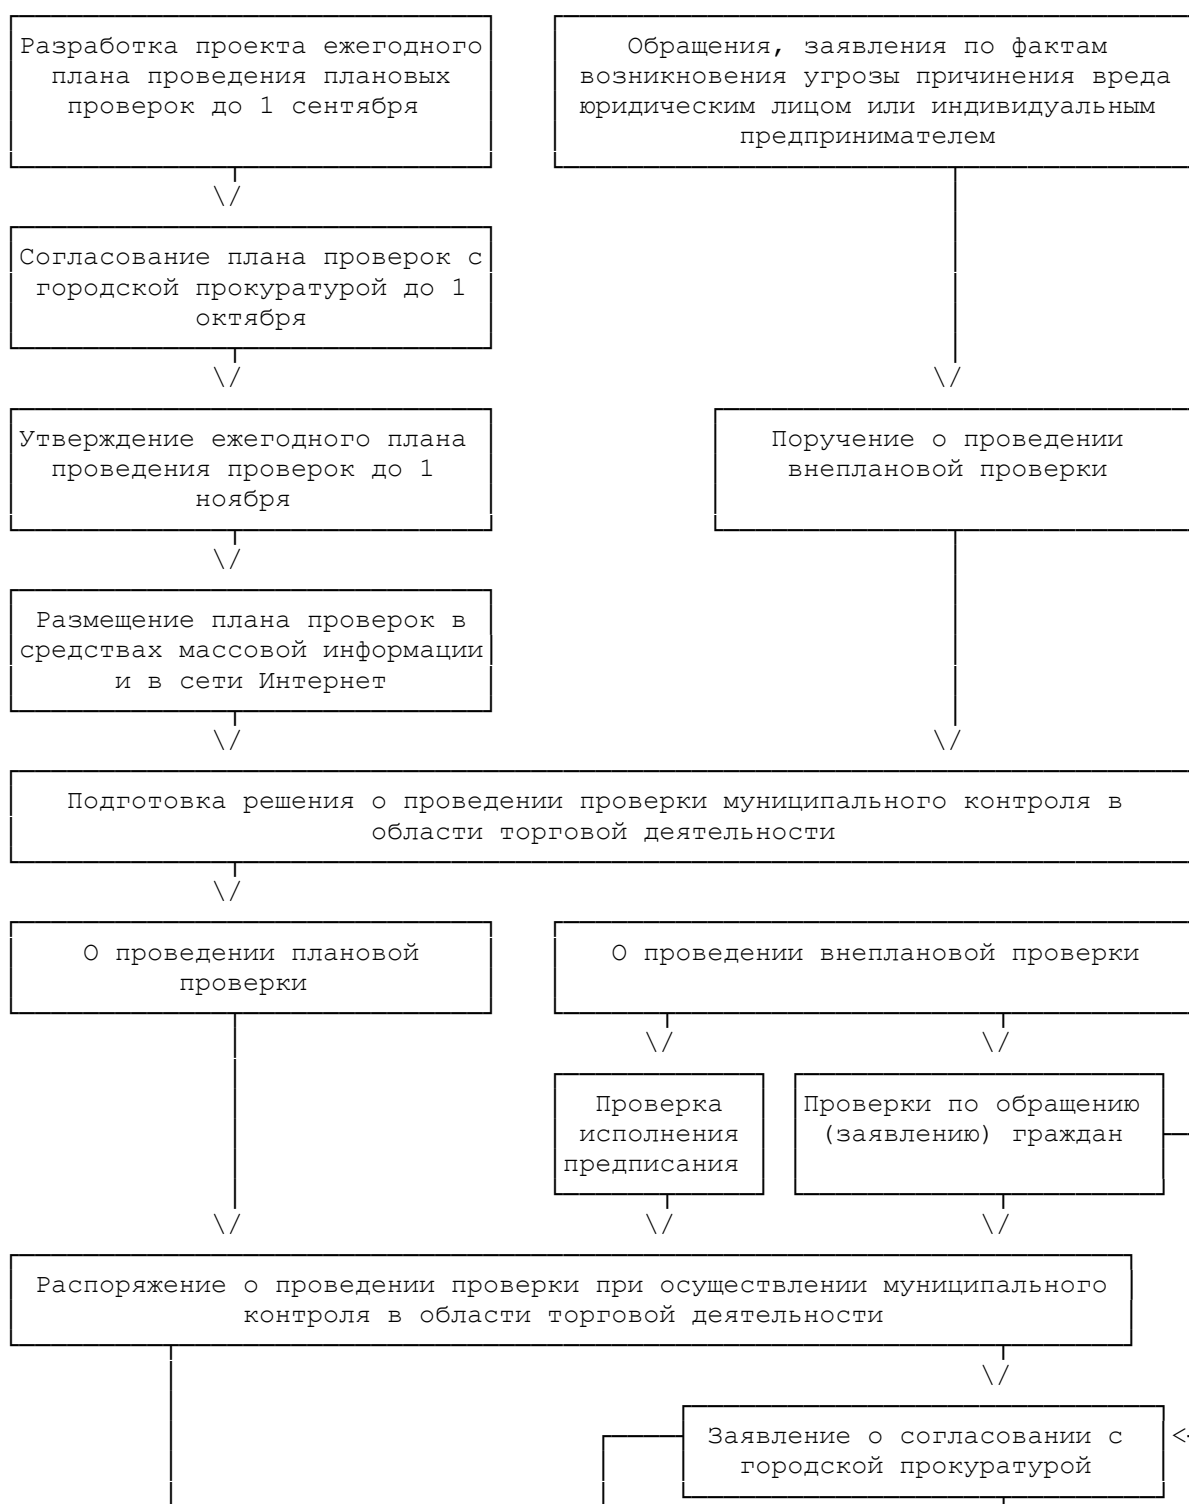 Разработка проекта ежегодного
плана проведения плановых
проверок до 1 сентября
Обращения, заявления по фактам
возникновения угрозы причинения вреда
юридическим лицом или индивидуальным
предпринимателем
Согласование плана проверок с
городской прокуратурой до 1
октября
Утверждение ежегодного плана
проведения проверок до 1
ноября
Поручение о проведении
внеплановой проверки
Размещение плана проверок в
средствах массовой информации
и в сети Интернет
Подготовка решения о проведении проверки муниципального контроля в
области торговой деятельности
О проведении плановой
проверки
О проведении внеплановой проверки
Проверка
исполнения
предписания
Проверки по обращению
(заявлению) граждан
Распоряжение о проведении проверки при осуществлении муниципального
контроля в области торговой деятельности
Заявление о согласовании с
городской прокуратурой